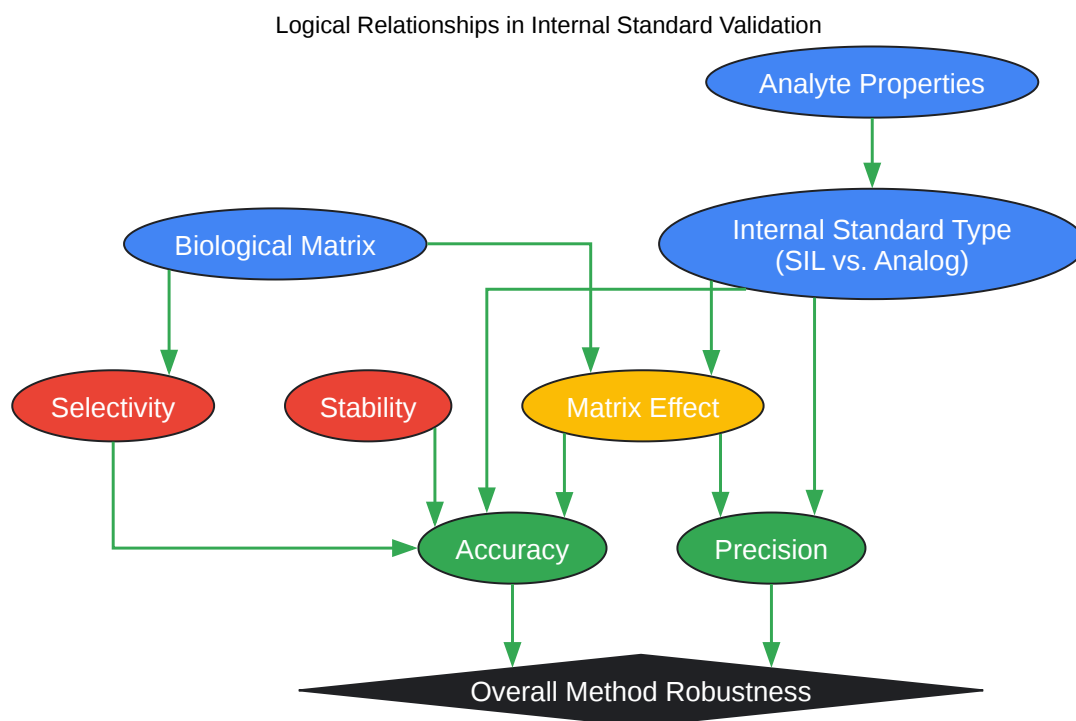 Logical Relationships in Internal Standard Validation
Analyte Properties
Biological Matrix
Internal Standard Type
(SIL vs. Analog)
Selectivity
Stability
Matrix Effect
Accuracy
Precision
Overall Method Robustness